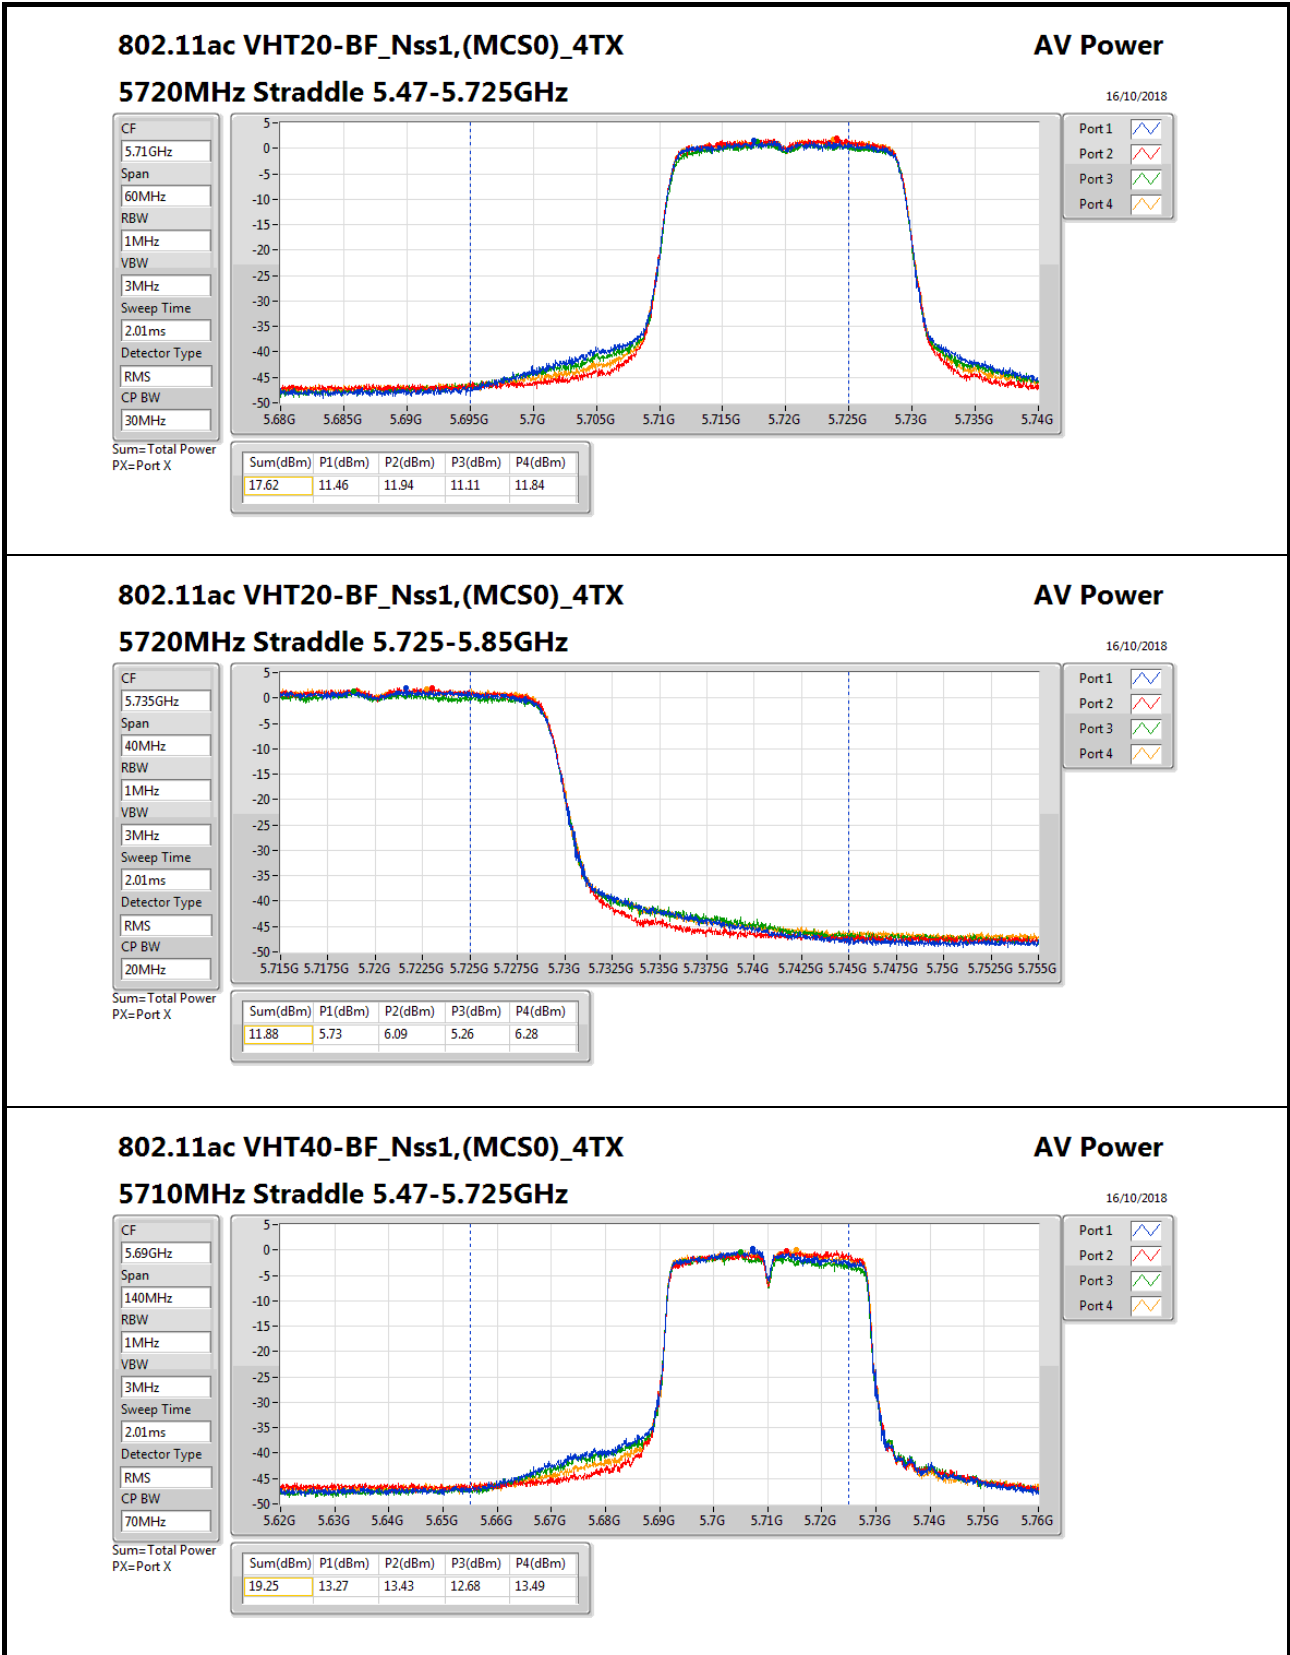 802.11ac VHT20-BF_Nss1,(MCS0)_4TX AV Power
5720MHz Straddle 5.47-5.725GHz 16/10/2018
CF
5.71GHz
Span
60MHz
RBW
1MHz
VBW
3MHz
Sweep Time
2.01ms
Detector Type
RMS
CP BW
30MHz
Sum=Total Power
PX=Port X
5
0
-5
-10
-15
-20
-25
-30
-35
-40
-45
-50
5.68G 5.685G 5.69G 5.695G 5.7G 5.705G 5.71G 5.715G 5.72G 5.725G 5.73G 5.735G 5.74G
Port 1
Port 2
Port 3
Port 4
Sum(dBm) P1(dBm) P2(dBm) P3(dBm) P4(dBm)
17.62 11.46 11.94 11.11 11.84
802.11ac VHT20-BF_Nss1,(MCS0)_4TX AV Power
5720MHz Straddle 5.725-5.85GHz 16/10/2018
CF
5.735GHz
Span
40MHz
RBW
1MHz
VBW
3MHz
Sweep Time
2.01ms
Detector Type
RMS
CP BW
20MHz
Sum=Total Power
PX=Port X
5
0
-5
-10
-15
-20
-25
-30
-35
-40
-45
-50
5.715G 5.7175G 5.72G 5.7225G 5.725G 5.7275G 5.73G 5.7325G 5.735G 5.7375G 5.74G 5.7425G 5.745G 5.7475G 5.75G 5.7525G 5.755G
Port 1
Port 2
Port 3
Port 4
Sum(dBm) P1(dBm) P2(dBm) P3(dBm) P4(dBm)
11.88 5.73 6.09 5.26 6.28
802.11ac VHT40-BF_Nss1,(MCS0)_4TX AV Power
5710MHz Straddle 5.47-5.725GHz 16/10/2018
CF
5.69GHz
Span
140MHz
RBW
1MHz
VBW
3MHz
Sweep Time
2.01ms
Detector Type
RMS
CP BW
70MHz
Sum=Total Power
PX=Port X
5
0
-5
-10
-15
-20
-25
-30
-35
-40
-45
-50
5.62G 5.63G 5.64G 5.65G 5.66G 5.67G 5.68G 5.69G 5.7G 5.71G 5.72G 5.73G 5.74G 5.75G 5.76G
Port 1
Port 2
Port 3
Port 4
Sum(dBm) P1(dBm) P2(dBm) P3(dBm) P4(dBm)
19.25 13.27 13.43 12.68 13.49